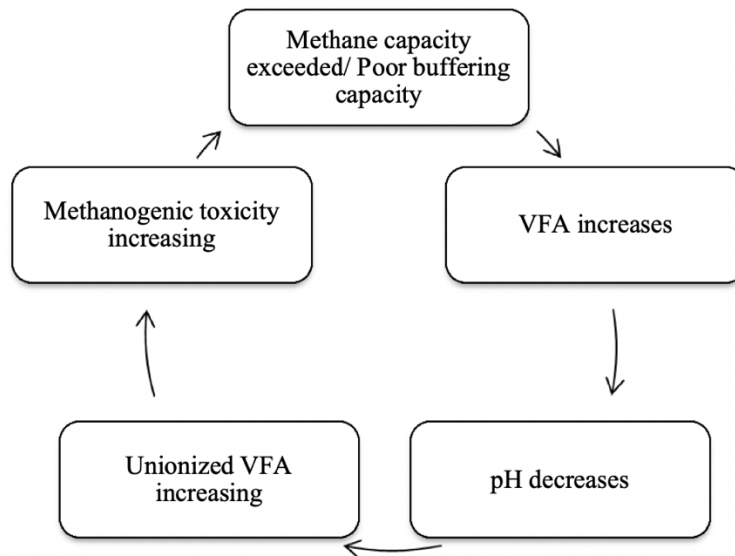 Methane capacity
exceeded/ Poor buffering
capacity
Methanogenic toxicity
increasing
VFA increases
Unionized VFA
increasing
pH decreases